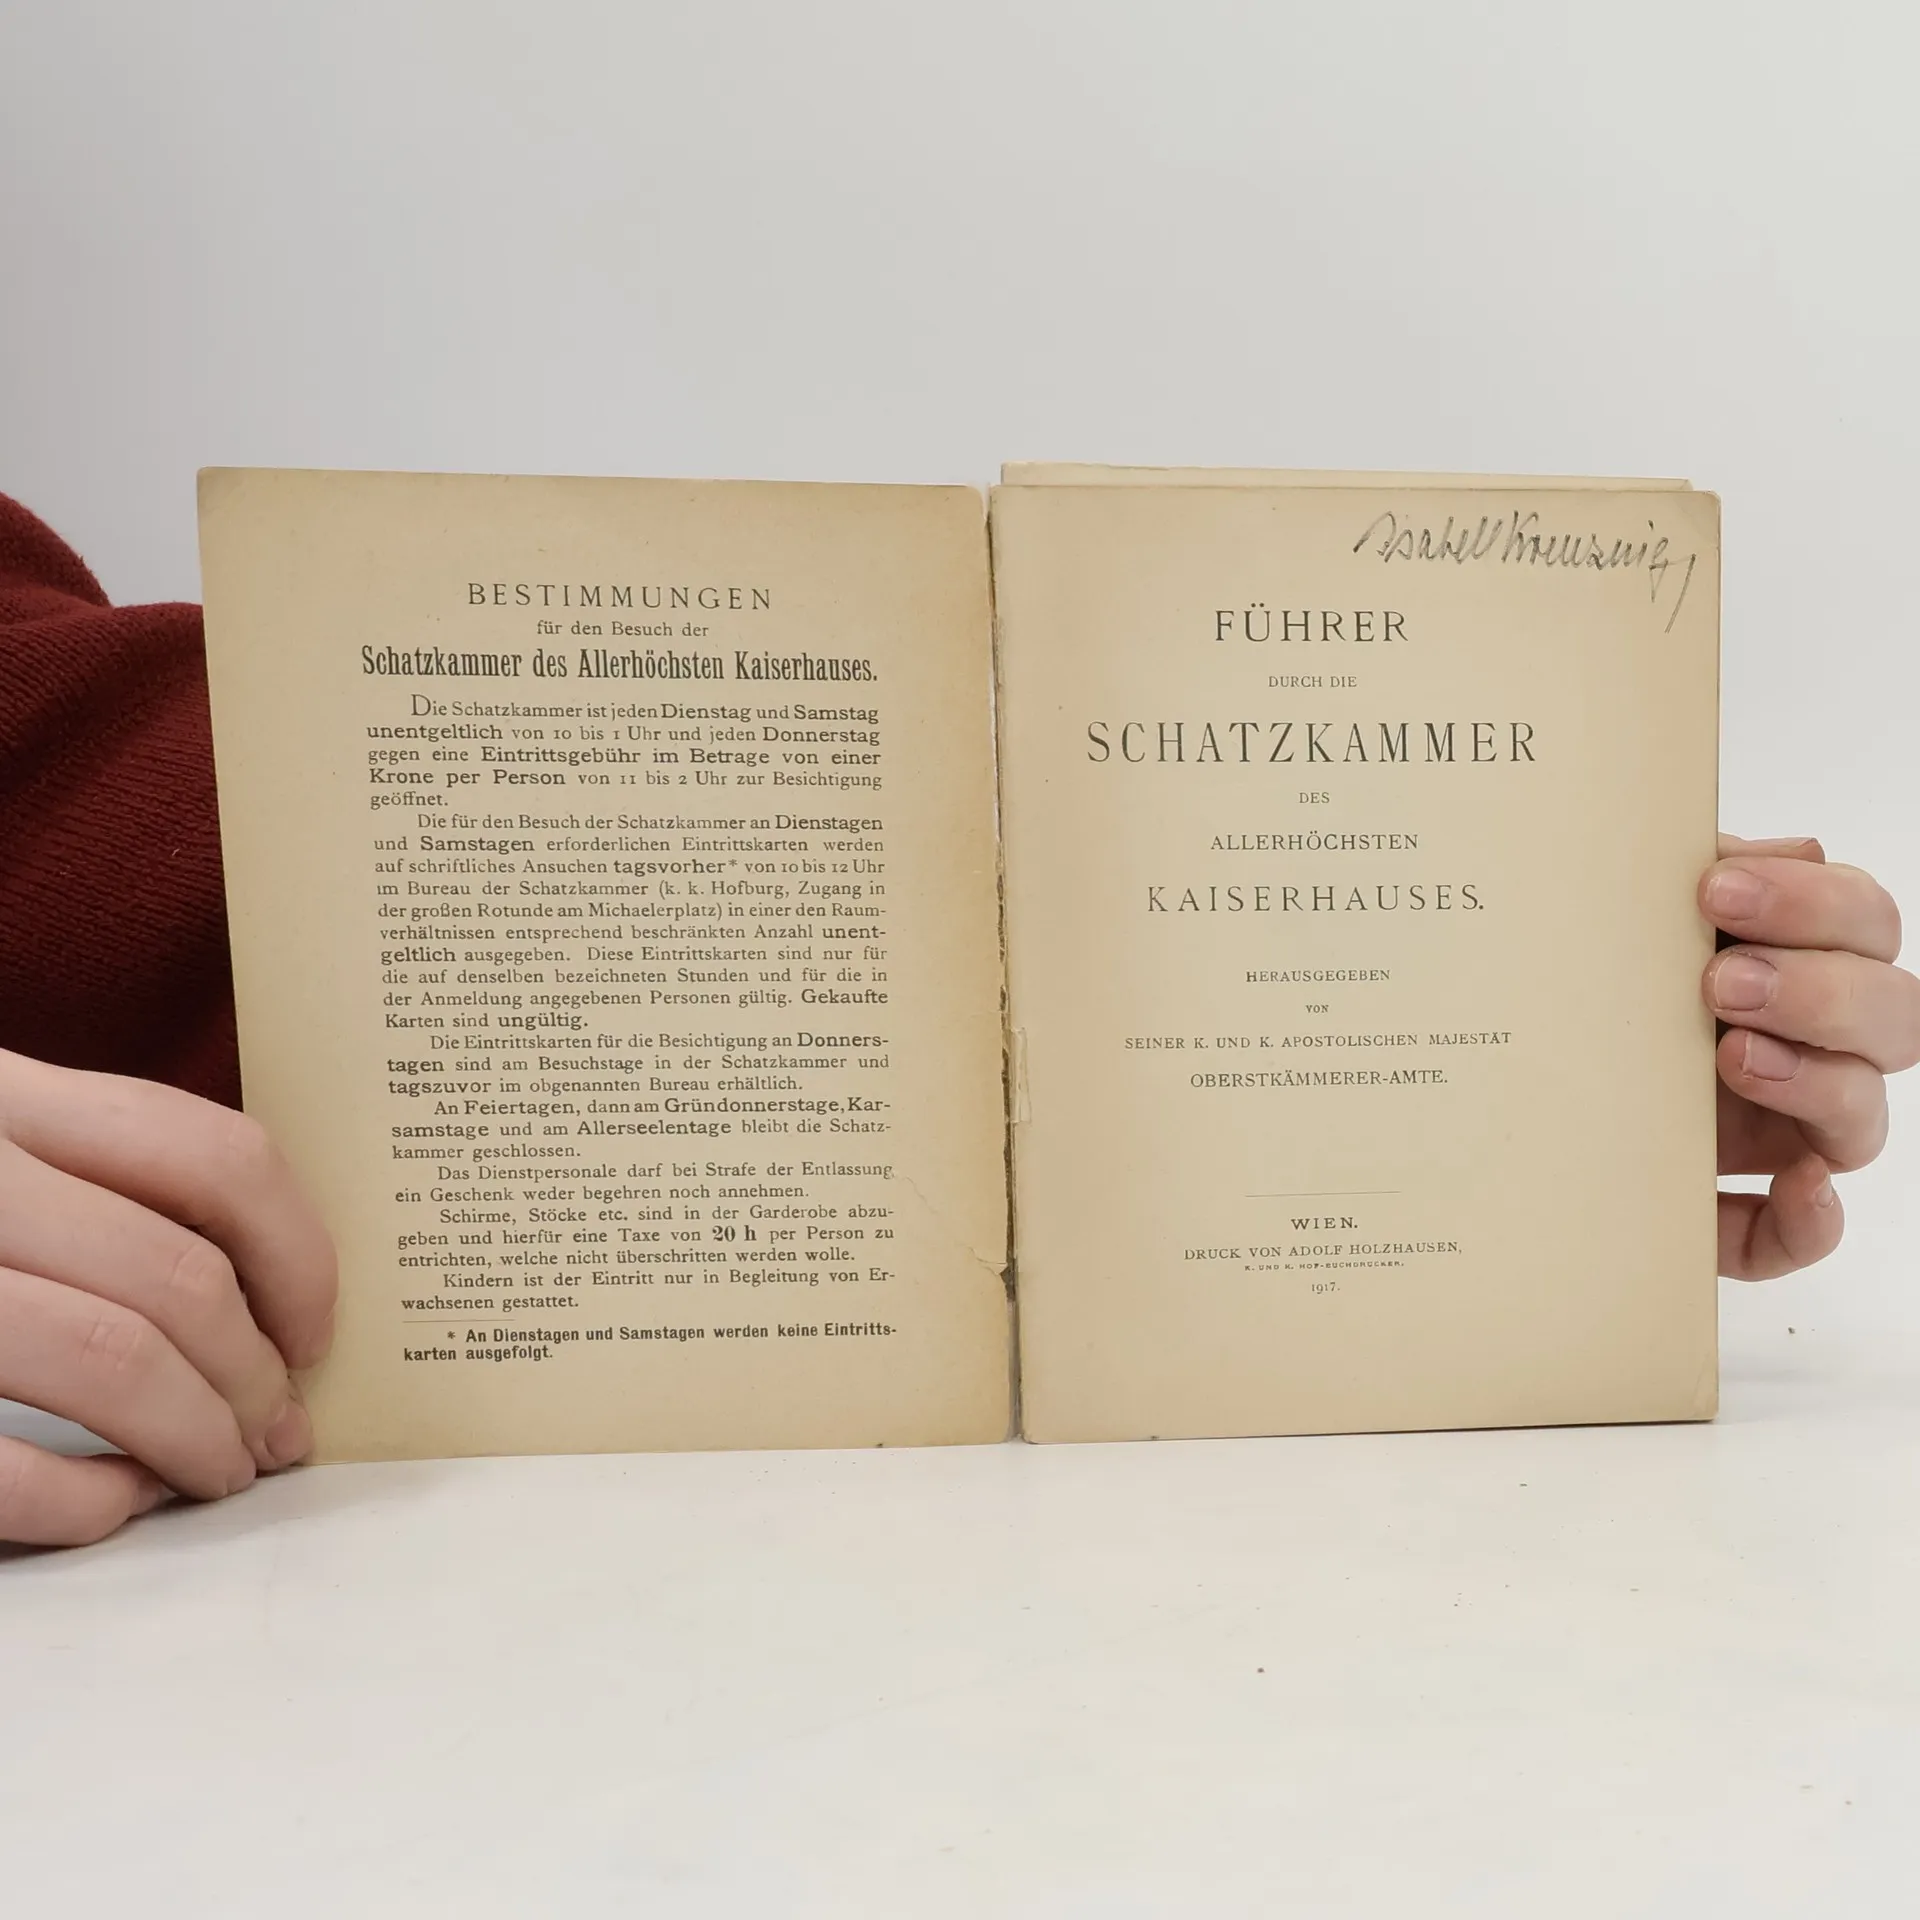 BESTIMMUNGEN
für den Besuch der
Schatzkammer des Allerhöchsten Kaiserhauses.
Die Schatzkammer ist jeden Dienstag und Samstag
unentgeltlich von 10 bis 1 Uhr und jeden Donnerstag
gegen eine Eintrittsgebühr im Betrage von einer
Krone per Person von 11 bis 2 Uhr zur Besichtigung
geöffnet.
Die für den Besuch der Schatzkammer an Dienstagen
und Samstagen erforderlichen Eintrittskarten werden
auf schriftliches Ansuchen tagsvorher* von 10 bis 12 Uhr
im Bureau der Schatzkammer (k. k. Hofburg, Zugang in
der großen Rotunde am Michaelerplatz) in einer den Raum-
verhältnissen entsprechend beschränkten Anzahl unent-
geltlich ausgegeben. Diese Eintrittskarten sind nur für
die auf denselben bezeichneten Stunden und für die in
der Anmeldung angegebenen Personen gültig. Gekaufte
Karten sind ungültig.
Die Eintrittskarten für die Besichtigung an Donners-
tagen sind am Besuchstage in der Schatzkammer und
tagszuvor im obgenannten Bureau erhältlich.
An Feiertagen, dann am Gründonnerstage, Kar-
samstage und am Allerseelentage bleibt die Schatz-
kammer geschlossen.
Das Dienstpersonale darf bei Strafe der Entlassung
ein Geschenk weder begehren noch annehmen.
Schirme, Stöcke etc. sind in der Garderobe abzu-
geben und hierfür eine Taxe von 20 h per Person zu
entrichten, welche nicht überschritten werden wolle.
Kindern ist der Eintritt nur in Begleitung von Er-
wachsenen gestattet.
* An Dienstagen und Samstagen werden keine Eintritts-
karten ausgefolgt.
Isabell Kreuznig
FÜHRER
DURCH DIE
SCHATZKAMMER
DES
ALLERHÖCHSTEN
KAISERHAUSES.
HERAUSGEGEBEN
VON
SEINER K. UND K. APOSTOLISCHEN MAJESTÄT
OBERSTKÄMMERER-AMTE.
WIEN.
DRUCK VON ADOLF HOLZHAUSEN,
K. UND K. HOF-BUCHDRUCKER.
1917.